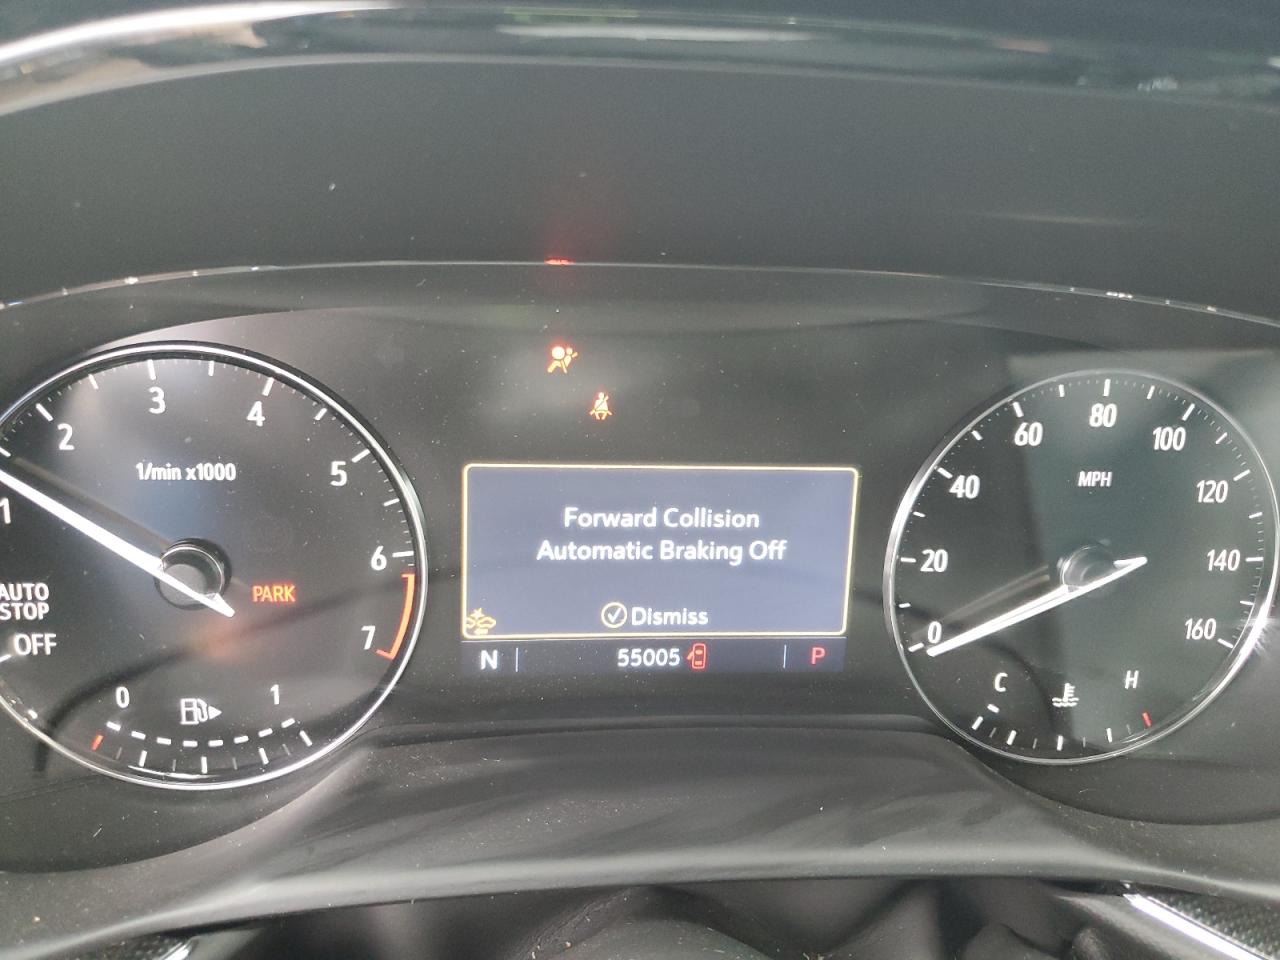 1
2
3
4
5
6
7
1/min x1000
AUTO
STOP
OFF
PARK
0
1
Forward Collision
Automatic Braking Off
Dismiss
N
55005
P
0
20
40
60
80
100
120
140
160
MPH
C
H